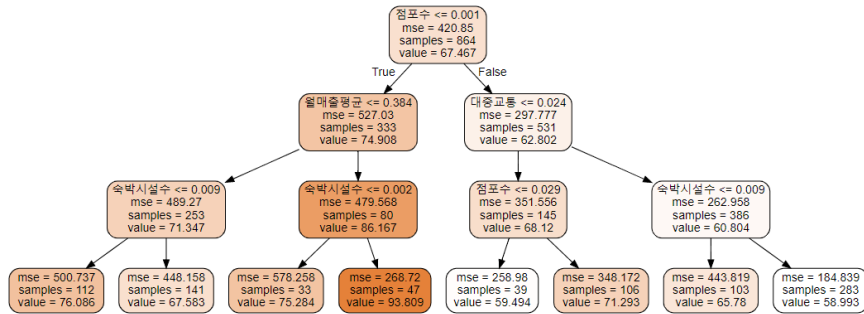 점포수 <= 0.001
mse = 420.85
samples = 864
value = 67.467
True
False
월매출평균 <= 0.384
mse = 527.03
samples = 333
value = 74.908
대중교통 <= 0.024
mse = 297.777
samples = 531
value = 62.802
숙박시설수 <= 0.009
mse = 489.27
samples = 253
value = 71.347
숙박시설수 <= 0.002
mse = 479.568
samples = 80
value = 86.167
점포수 <= 0.029
mse = 351.556
samples = 145
value = 68.12
숙박시설수 <= 0.009
mse = 262.958
samples = 386
value = 60.804
mse = 500.737
samples = 112
value = 76.086
mse = 448.158
samples = 141
value = 67.583
mse = 578.258
samples = 33
value = 75.284
mse = 268.72
samples = 47
value = 93.809
mse = 258.98
samples = 39
value = 59.494
mse = 348.172
samples = 106
value = 71.293
mse = 443.819
samples = 103
value = 65.78
mse = 184.839
samples = 283
value = 58.993